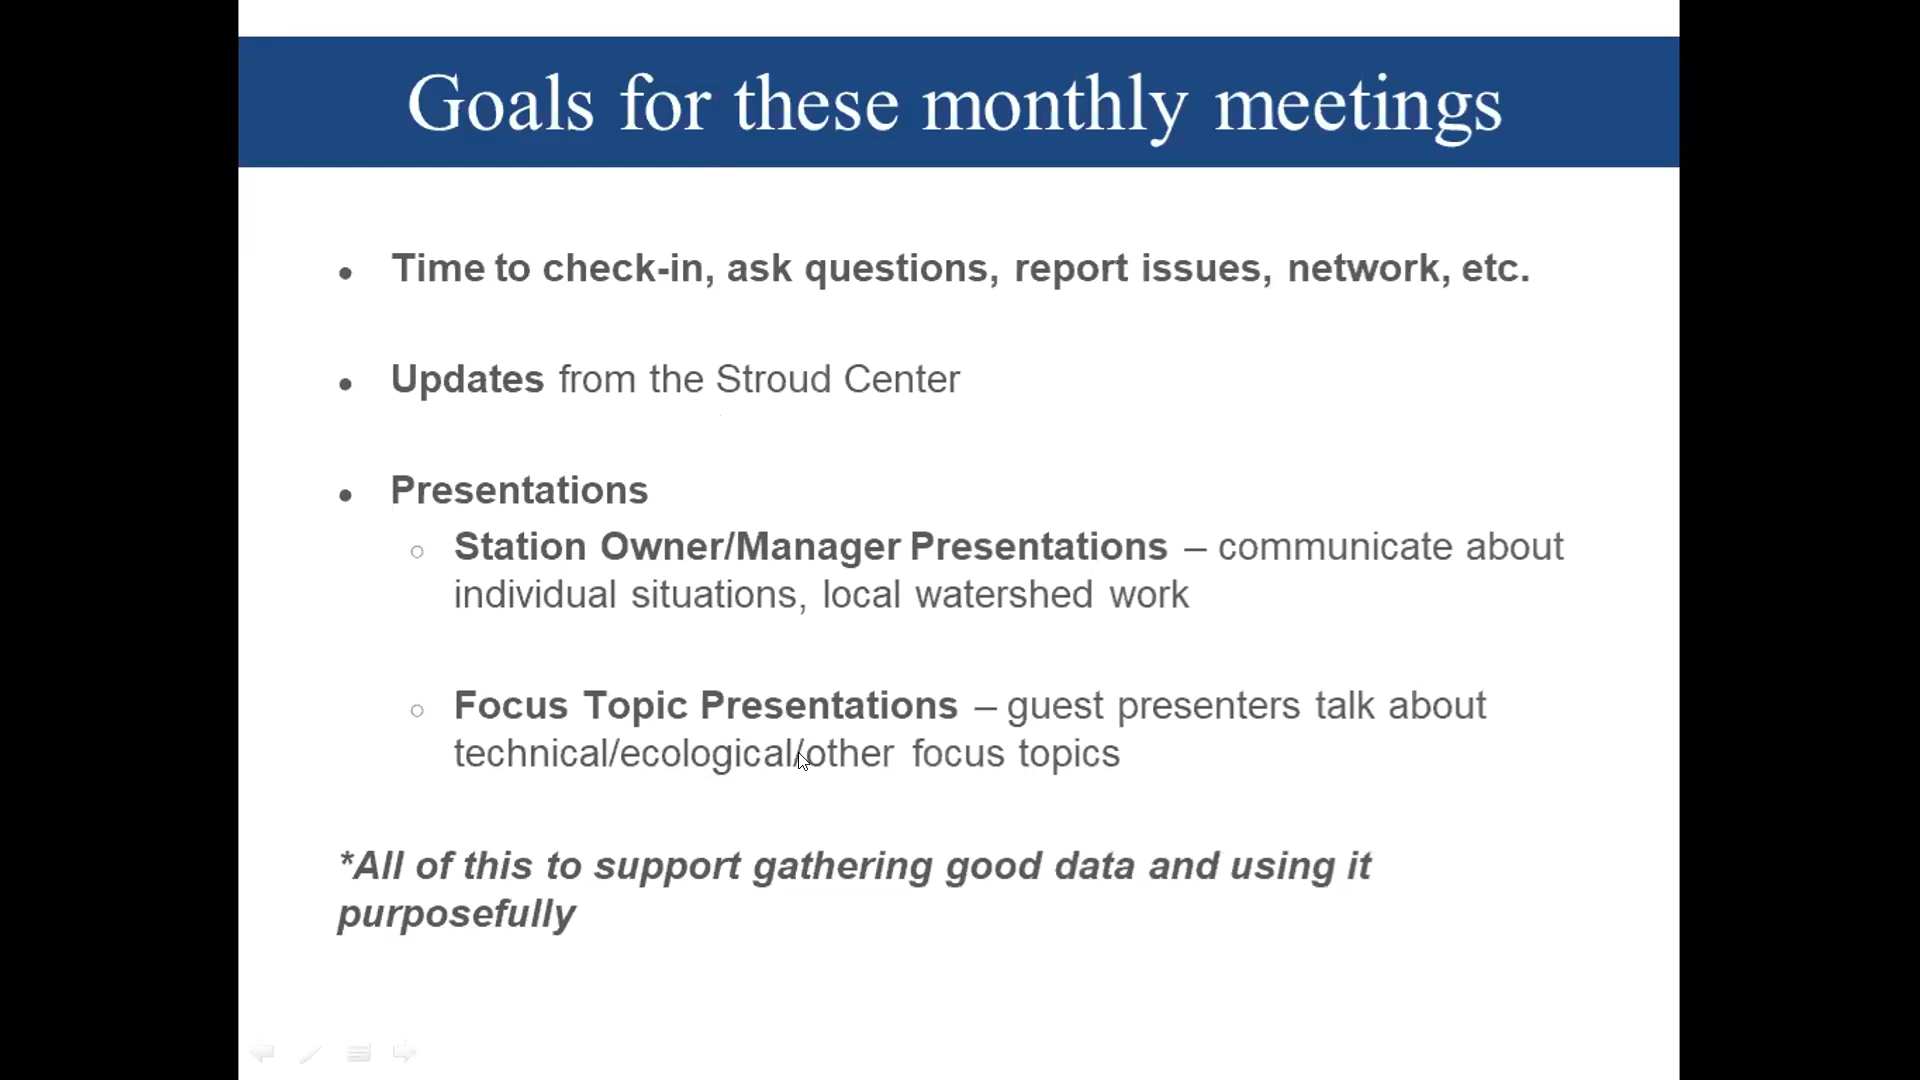 Goals for these monthly meetings
● Time to check-in, ask questions, report issues, network, etc.
● Updates from the Stroud Center
● Presentations
○ Station Owner/Manager Presentations – communicate about
individual situations, local watershed work
○ Focus Topic Presentations – guest presenters talk about
technical/ecological/other focus topics
*All of this to support gathering good data and using it
purposefully